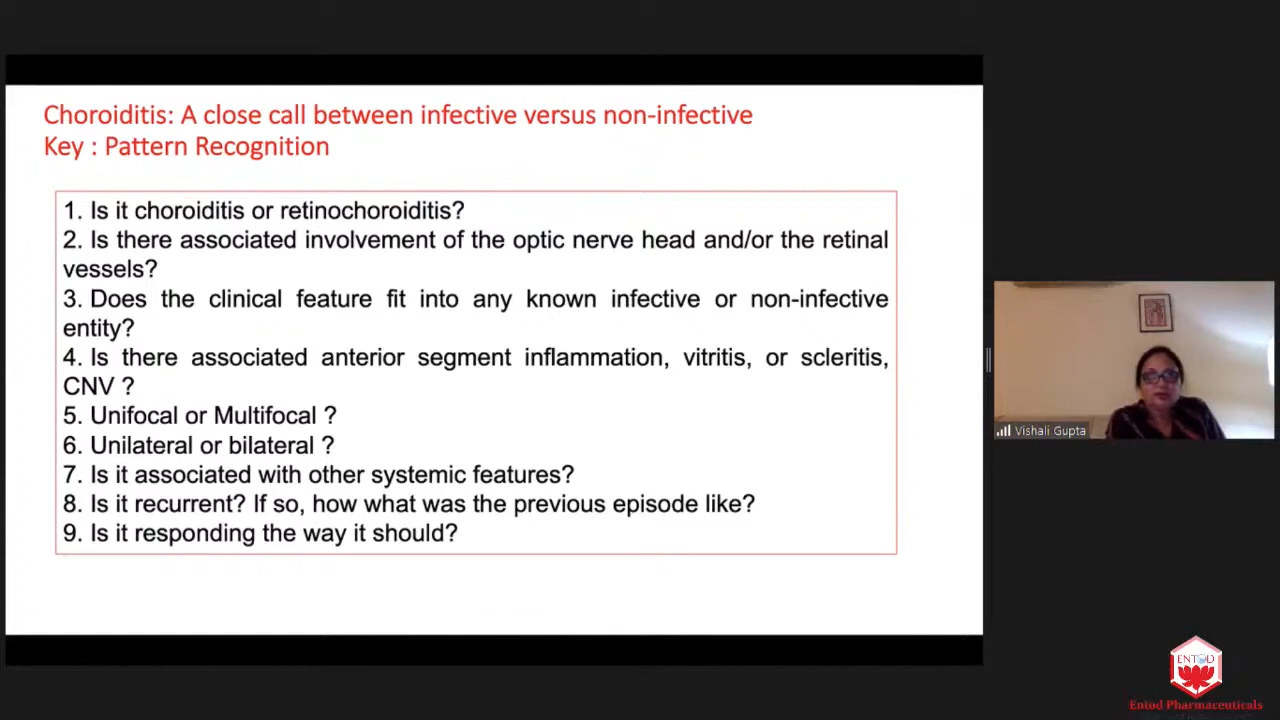 Choroiditis: A close call between infective versus non-infective
Key : Pattern Recognition
1. Is it choroiditis or retinochoroiditis?
2. Is there associated involvement of the optic nerve head and/or the retinal
vessels?
3. Does the clinical feature fit into any known infective or non-infective
entity?
4. Is there associated anterior segment inflammation, vitritis, or scleritis,
CNV ?
5. Unifocal or Multifocal ?
6. Unilateral or bilateral ?
7. Is it associated with other systemic features?
8. Is it recurrent? If so, how what was the previous episode like?
9. Is it responding the way it should?
Vishali Gupta
ENTOD
Entod Pharmaceuticals